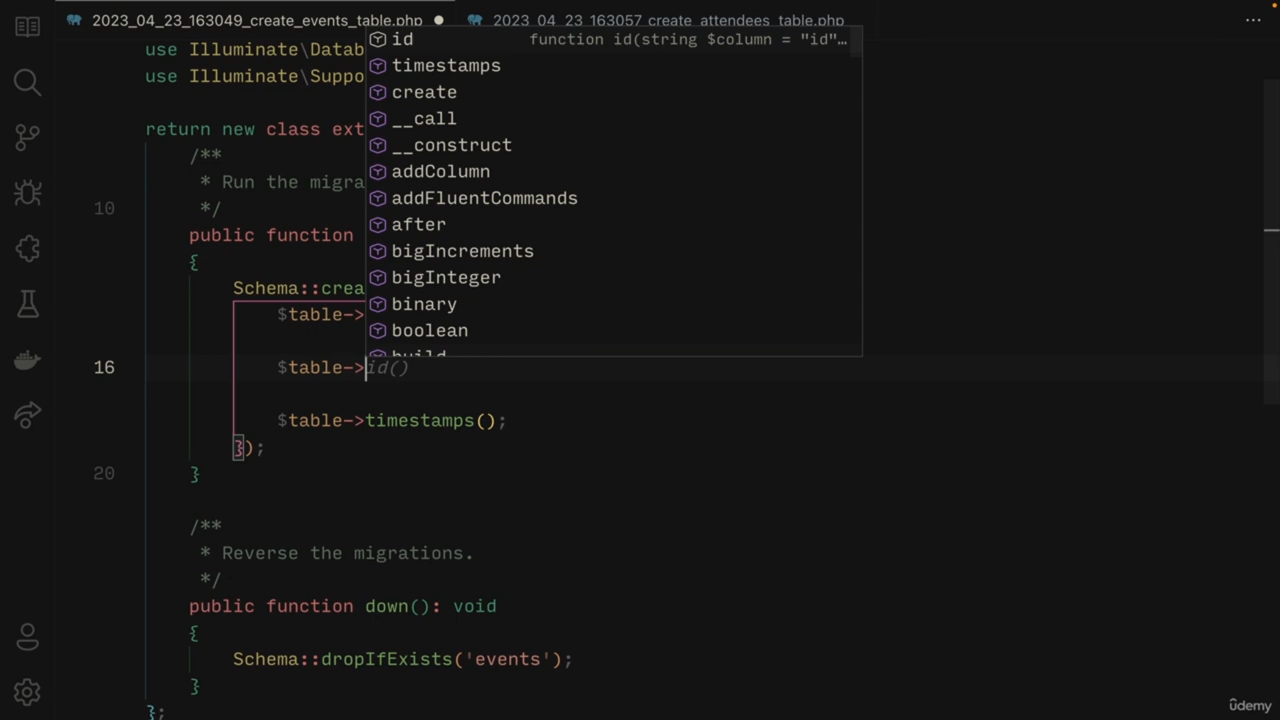 2023_04_23_163049_create_events_table.php
2023_04_23_163057_create_attendees_table.php
use Illuminate\Datab
use Illuminate\Suppo
return new class ext
/**
* Run the migra
10 */
public function
{
Schema::crea
$table->
16 $table->id()
$table->timestamps();
});
20 }
/**
* Reverse the migrations.
*/
public function down(): void
{
Schema::dropIfExists('events');
}
};
id function id(string $column = "id"…
timestamps
create
__call
__construct
addColumn
addFluentCommands
after
bigIncrements
bigInteger
binary
boolean
build
ûdemy